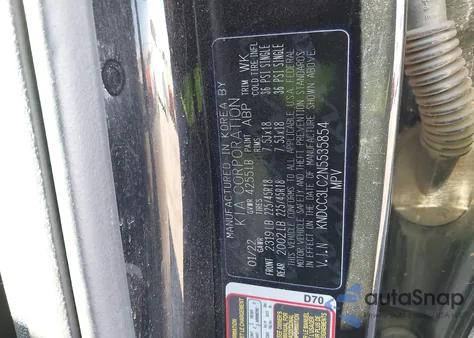 MANUFACTURED IN KOREA BY
KIA CORPORATION
01/22 GVWR 4255LB PAINT ABP TRIM WK
GAWR TIRES RIMS COLD TIRE INFL
FRONT 2319LB 225/45R18 7.5JX18 36 PSI SINGLE
REAR 2002LB 225/45R18 7.5JX18 36 PSI SINGLE
THIS VEHICLE CONFORMS TO ALL APPLICABLE U.S.A FEDERAL
MOTOR VEHICLE SAFETY AND THEFT PREVENTION STANDARDS
IN EFFECT ON THE DATE OF MANUFACTURE SHOWN ABOVE.
V.I.N KNDCC3LC2N5535854
MPV
D70
autoSnap